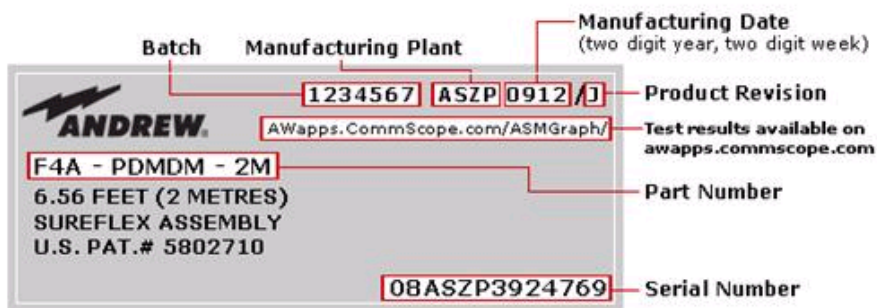 Manufacturing Date
(two digit year, two digit week)
Batch Manufacturing Plant
1234567 ASZP 0912 /J Product Revision
ANDREW.
AWapps.CommScope.com/ASMGraph/ Test results available on
awapps.commscope.com
F4A - PDMDM - 2M
Part Number
6.56 FEET (2 METRES)
SUREFLEX ASSEMBLY
U.S. PAT.# 5802710
08ASZP3924769 Serial Number